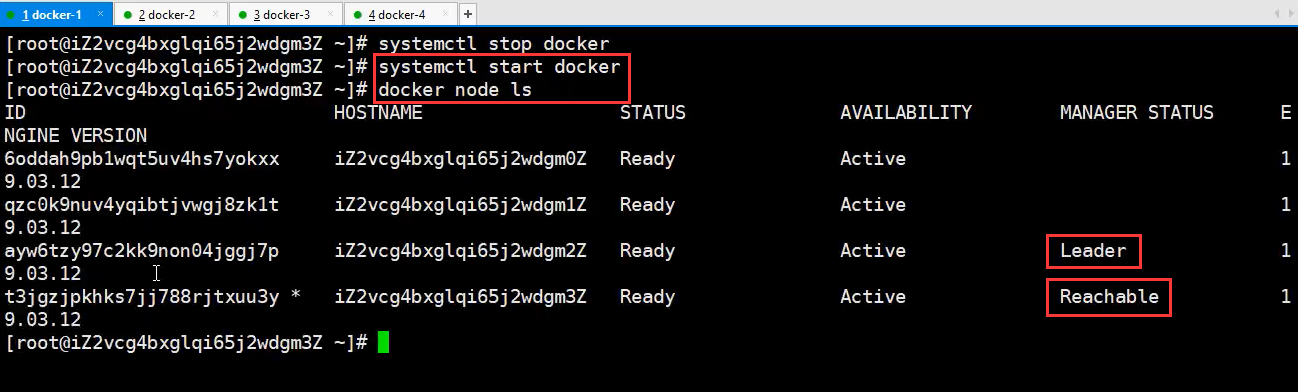 1 docker-1 × 2 docker-2 × 3 docker-3 × 4 docker-4 × +
[root@iZ2vcg4bxglqi65j2wdgm3Z ~]# systemctl stop docker
[root@iZ2vcg4bxglqi65j2wdgm3Z ~]# systemctl start docker
[root@iZ2vcg4bxglqi65j2wdgm3Z ~]# docker node ls
ID HOSTNAME STATUS AVAILABILITY MANAGER STATUS E
NGINE VERSION
6oddah9pb1wqt5uv4hs7yokxx iZ2vcg4bxglqi65j2wdgm0Z Ready Active 1
9.03.12
qzc0k9nuv4yqibtjvwgj8zk1t iZ2vcg4bxglqi65j2wdgm1Z Ready Active 1
9.03.12
ayw6tzy97c2kk9non04jggj7p iZ2vcg4bxglqi65j2wdgm2Z Ready Active Leader 1
9.03.12
t3jgzjpkhks7jj788rjtxuu3y * iZ2vcg4bxglqi65j2wdgm3Z Ready Active Reachable 1
9.03.12
[root@iZ2vcg4bxglqi65j2wdgm3Z ~]#